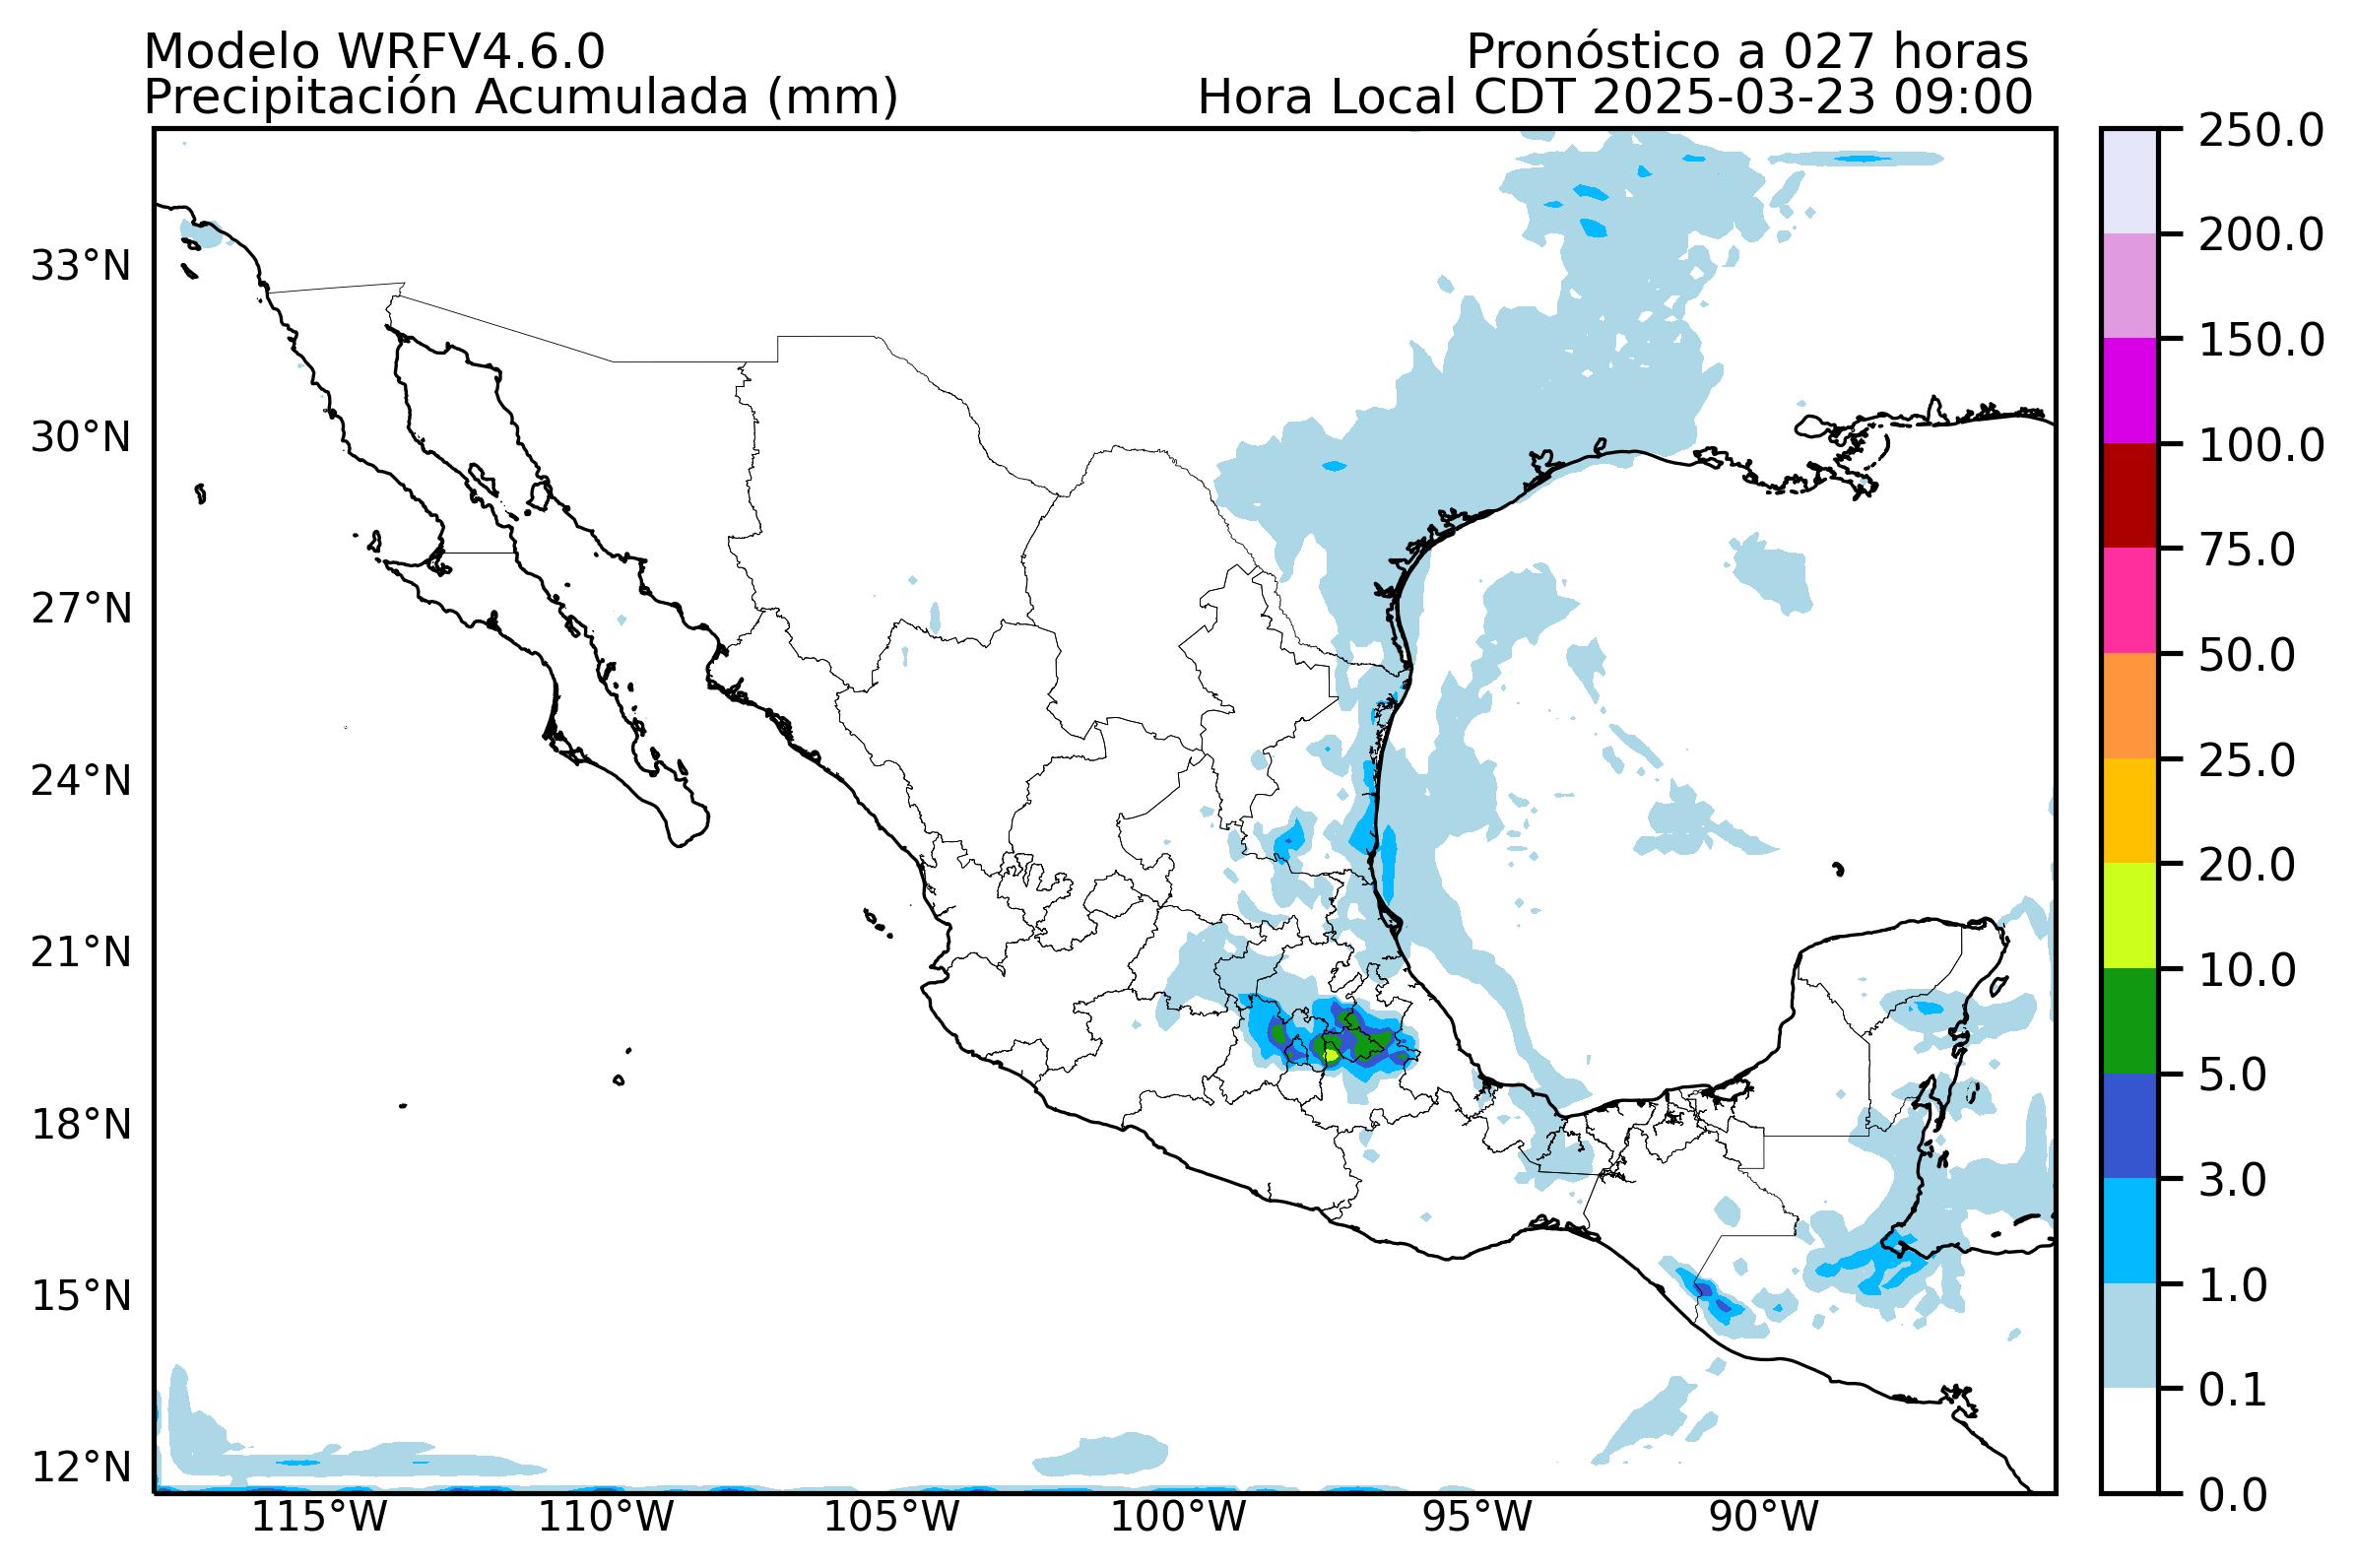 Modelo WRFV4.6.0
Pronóstico a 027 horas
Precipitación Acumulada (mm)
Hora Local CDT 2025-03-23 09:00
33°N
30°N
27°N
24°N
21°N
18°N
15°N
12°N
115°W
110°W
105°W
100°W
95°W
90°W
250.0
200.0
150.0
100.0
75.0
50.0
25.0
20.0
10.0
5.0
3.0
1.0
0.1
0.0